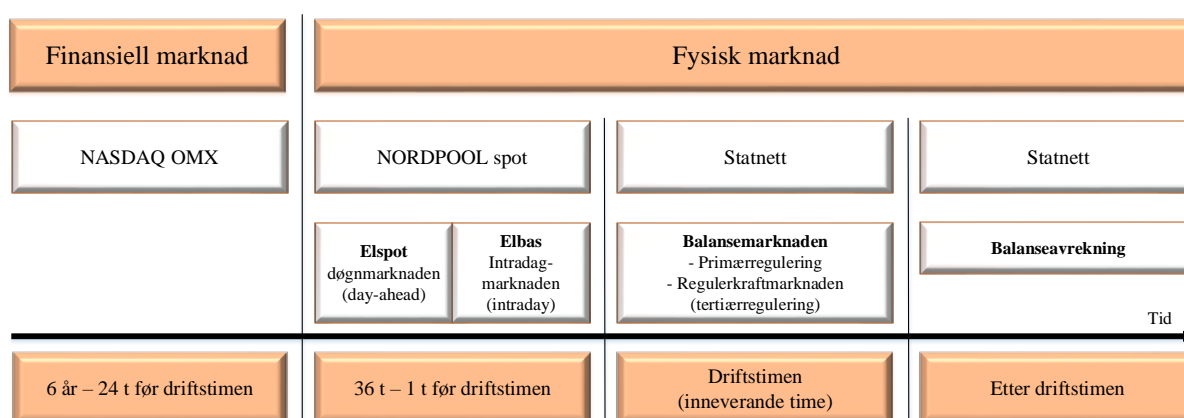 Finansiell marknad
Fysisk marknad
NASDAQ OMX
NORDPOOL spot
Statnett
Statnett
Elspot
døgnmarknaden
(day-ahead)
Elbas
Intradag-
marknaden
(intraday)
Balansemarknaden
- Primærregulering
- Regulerkraftmarknaden
(tertiærregulering)
Balanseavrekning
Tid
6 år – 24 t før driftstimen
36 t – 1 t før driftstimen
Driftstimen
(inneverande time)
Etter driftstimen